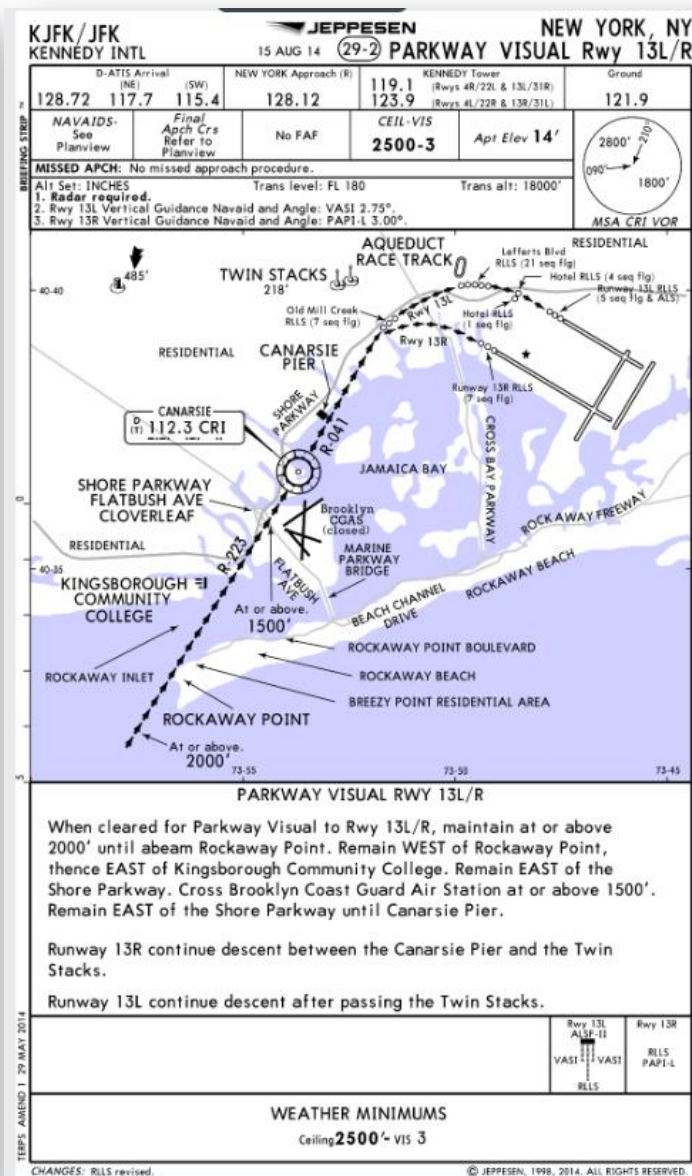 KJFK/JFK
KENNEDY INTL
JEPPESEN
15 AUG 14
29-2
NEW YORK, NY
PARKWAY VISUAL Rwy 13L/R
BRIEFING STRIP
D-ATIS Arrival
(NE)
(SW)
128.72 117.7 115.4
NEW YORK Approach (R)
128.12
KENNEDY Tower
119.1 (Rwys 4R/22L & 13L/31R)
123.9 (Rwys 4L/22R & 13R/31L)
Ground
121.9
NAVAIDS-
See
Planview
Final
Apch Crs
Refer to
Planview
No FAF
CEIL-VIS
2500-3
Apt Elev 14'
MISSED APCH: No missed approach procedure.
Alt Set: INCHES Trans level: FL 180 Trans alt: 18000'
1. Radar required.
2. Rwy 13L Vertical Guidance Navaid and Angle: VASI 2.75°.
3. Rwy 13R Vertical Guidance Navaid and Angle: PAPI-L 3.00°.
2800'
210°
090°
1800'
MSA CRI VOR
485'
40-40
TWIN STACKS
218'
AQUEDUCT
RACE TRACK
RESIDENTIAL
Lefferts Blvd
RLLS (21 seq flg)
Hotel RLLS (4 seq flg)
Runway 13L RLLS
(5 seq flg & ALS)
Old Mill Creek
RLLS (7 seq flg)
Rwy 13L
Hotel RLLS
(1 seq flg)
Rwy 13R
RESIDENTIAL
CANARSIE
PIER
SHORE
PARKWAY
Runway 13R RLLS
(7 seq flg)
CANARSIE
D
(T) 112.3 CRI
R-041
JAMAICA BAY
CROSS BAY PARKWAY
SHORE PARKWAY
FLATBUSH AVE
CLOVERLEAF
Brooklyn
CGAS
(closed)
ROCKAWAY FREEWAY
RESIDENTIAL
MARINE
PARKWAY
BRIDGE
40-35
R-223
FLATBUSH
AVE
ROCKAWAY BEACH
KINGSBOROUGH
COMMUNITY
COLLEGE
At or above.
1500'
BEACH CHANNEL
DRIVE
ROCKAWAY POINT BOULEVARD
ROCKAWAY INLET
ROCKAWAY BEACH
BREEZY POINT RESIDENTIAL AREA
ROCKAWAY POINT
At or above.
2000'
0
5
73-55
73-50
73-45
PARKWAY VISUAL RWY 13L/R
When cleared for Parkway Visual to Rwy 13L/R, maintain at or above
2000' until abeam Rockaway Point. Remain WEST of Rockaway Point,
thence EAST of Kingsborough Community College. Remain EAST of the
Shore Parkway. Cross Brooklyn Coast Guard Air Station at or above 1500'.
Remain EAST of the Shore Parkway until Canarsie Pier.
Runway 13R continue descent between the Canarsie Pier and the Twin
Stacks.
Runway 13L continue descent after passing the Twin Stacks.
TERPS AMEND 1 29 MAY 2014
Rwy 13L
ALSF-II
VASI VASI
RLLS
Rwy 13R
RLLS
PAPI-L
WEATHER MINIMUMS
Ceiling 2500'- VIS 3
CHANGES: RLLS revised.
© JEPPESEN, 1998, 2014. ALL RIGHTS RESERVED.